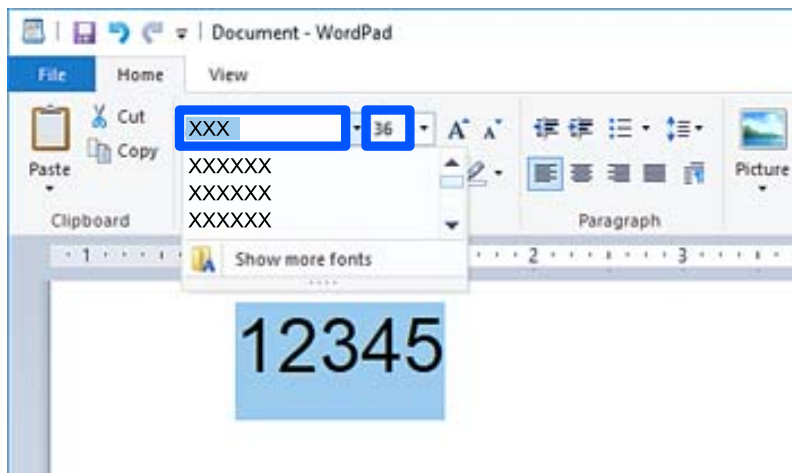 Document - WordPad
File Home View
Cut
XXX 36 A A
Copy
Paste
Picture
XXXXXX
XXXXXX
XXXXXX
Clipboard Paragraph
Show more fonts
1 2 3
12345